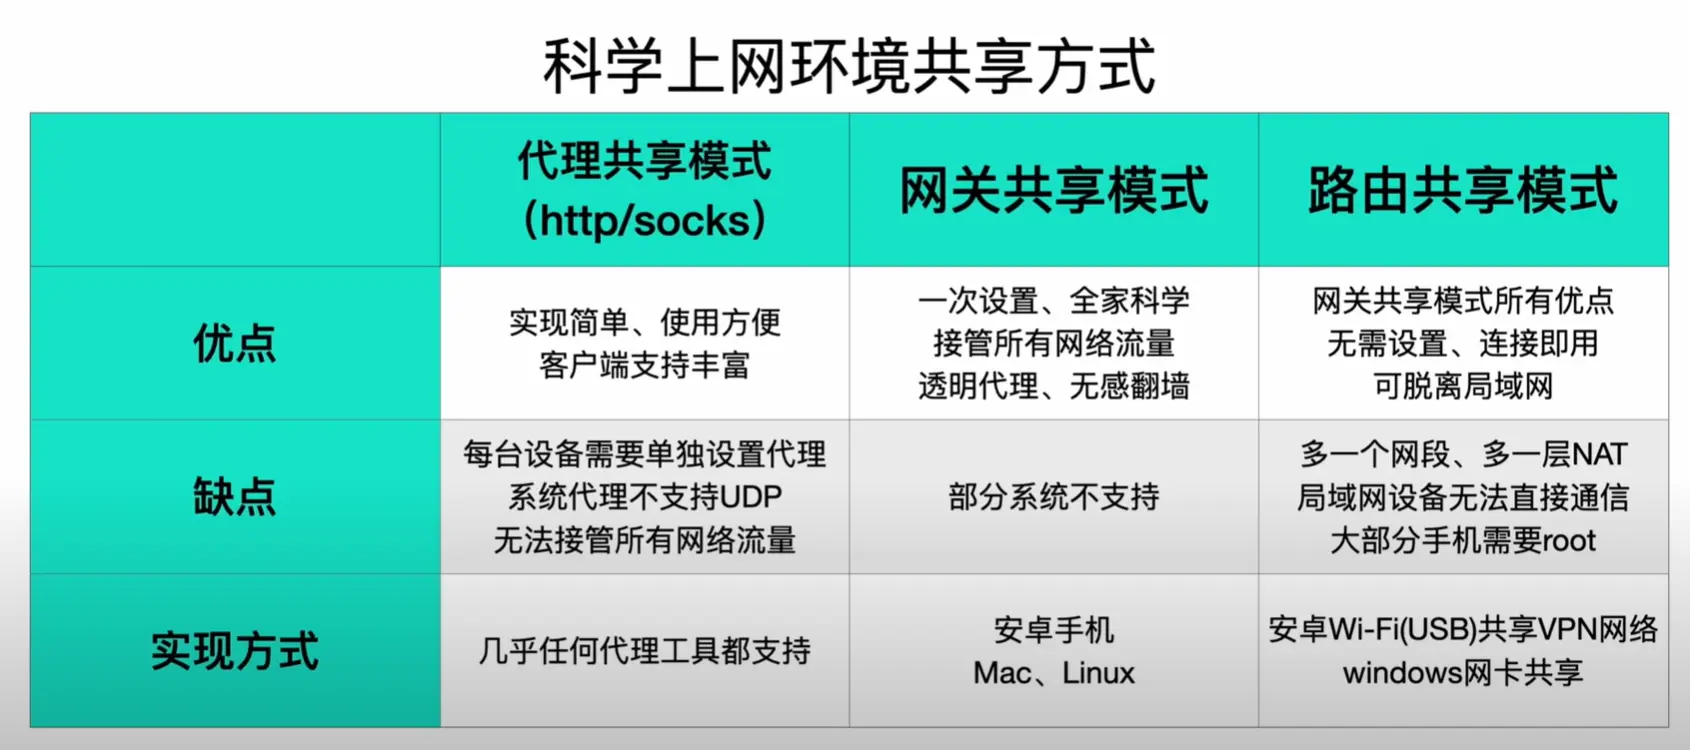 科学上网环境共享方式
代理共享模式
（http/socks）
网关共享模式
路由共享模式
优点
实现简单、使用方便
客户端支持丰富
一次设置、全家科学
接管所有网络流量
透明代理、无感翻墙
网关共享模式所有优点
无需设置、连接即用
可脱离局域网
缺点
每台设备需要单独设置代理
系统代理不支持UDP
无法接管所有网络流量
部分系统不支持
多一个网段、多一层NAT
局域网设备无法直接通信
大部分手机需要root
实现方式
几乎任何代理工具都支持
安卓手机
Mac、Linux
安卓Wi-Fi(USB)共享VPN网络
windows网卡共享